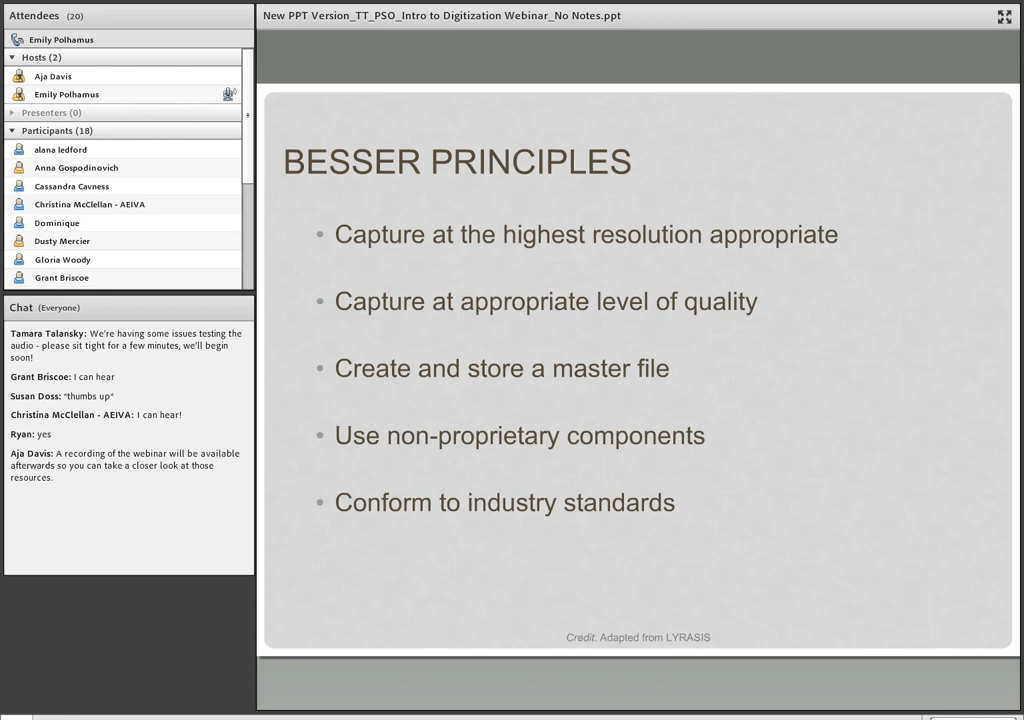 Attendees (20)
Emily Polhamus
Hosts (2)
Aja Davis
Emily Polhamus
Presenters (0)
Participants (18)
alana ledford
Anna Gospodinovich
Cassandra Cavness
Christina McClellan - AEIVA
Dominique
Dusty Mercier
Gloria Woody
Grant Briscoe
Chat (Everyone)
Tamara Talansky: We're having some issues testing the
audio - please sit tight for a few minutes, we'll begin
soon!
Grant Briscoe: I can hear
Susan Doss: *thumbs up*
Christina McClellan - AEIVA: I can hear!
Ryan: yes
Aja Davis: A recording of the webinar will be available
afterwards so you can take a closer look at those
resources.
New PPT Version_TT_PSO_Intro to Digitization Webinar_No Notes.ppt
BESSER PRINCIPLES
• Capture at the highest resolution appropriate
• Capture at appropriate level of quality
• Create and store a master file
• Use non-proprietary components
• Conform to industry standards
Credit: Adapted from LYRASIS